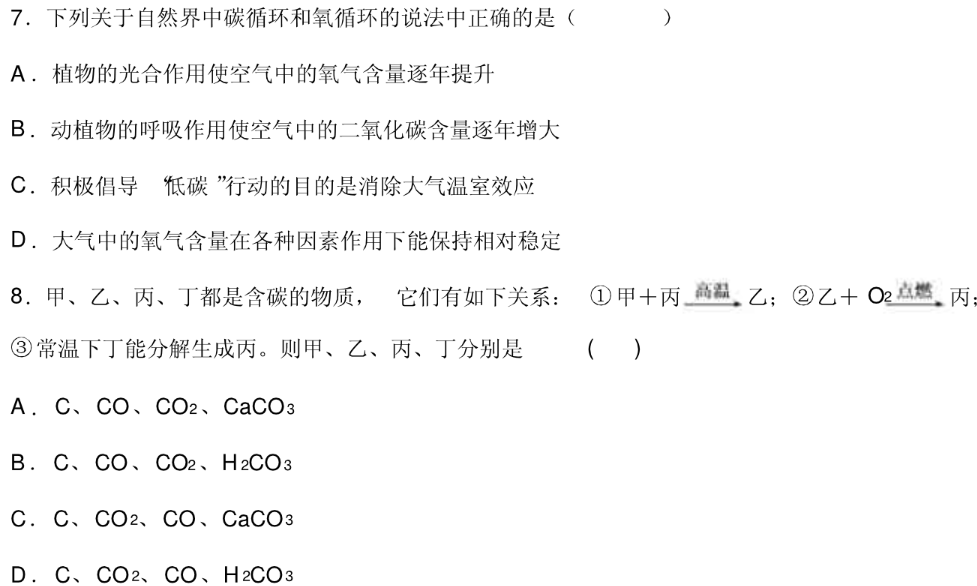 7．下列关于自然界中碳循环和氧循环的说法中正确的是（　　　）
A．植物的光合作用使空气中的氧气含量逐年提升
B．动植物的呼吸作用使空气中的二氧化碳含量逐年增大
C．积极倡导 “低碳 ”行动的目的是消除大气温室效应
D．大气中的氧气含量在各种因素作用下能保持相对稳定
8．甲、乙、丙、丁都是含碳的物质， 它们有如下关系： ①甲＋丙 高温 乙；②乙＋ O2 点燃 丙；
③常温下丁能分解生成丙。则甲、乙、丙、丁分别是 ( )
A．C、CO、CO2、CaCO3
B．C、CO、CO2、H2CO3
C．C、CO2、CO、CaCO3
D．C、CO2、CO、H2CO3